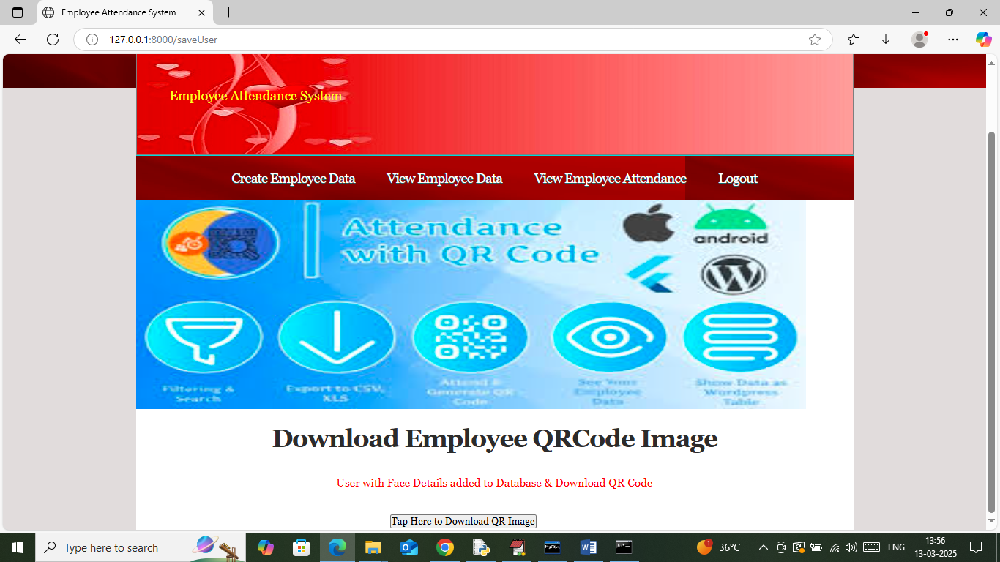 Employee Attendance System
127.0.0.1:8000/saveUser
Employee Attendance System
Create Employee Data View Employee Data View Employee Attendance Logout
Attendance
with QR Code
android
Filtering &
Search
Export to CSV,
XLS
Attend &
Generate QR
Code
See Your
Employee
Data
Show Data as
Wordpress
Table
Download Employee QRCode Image
User with Face Details added to Database & Download QR Code
Tap Here to Download QR Image
Type here to search
1
36°C
ENG
13:56
13-03-2025